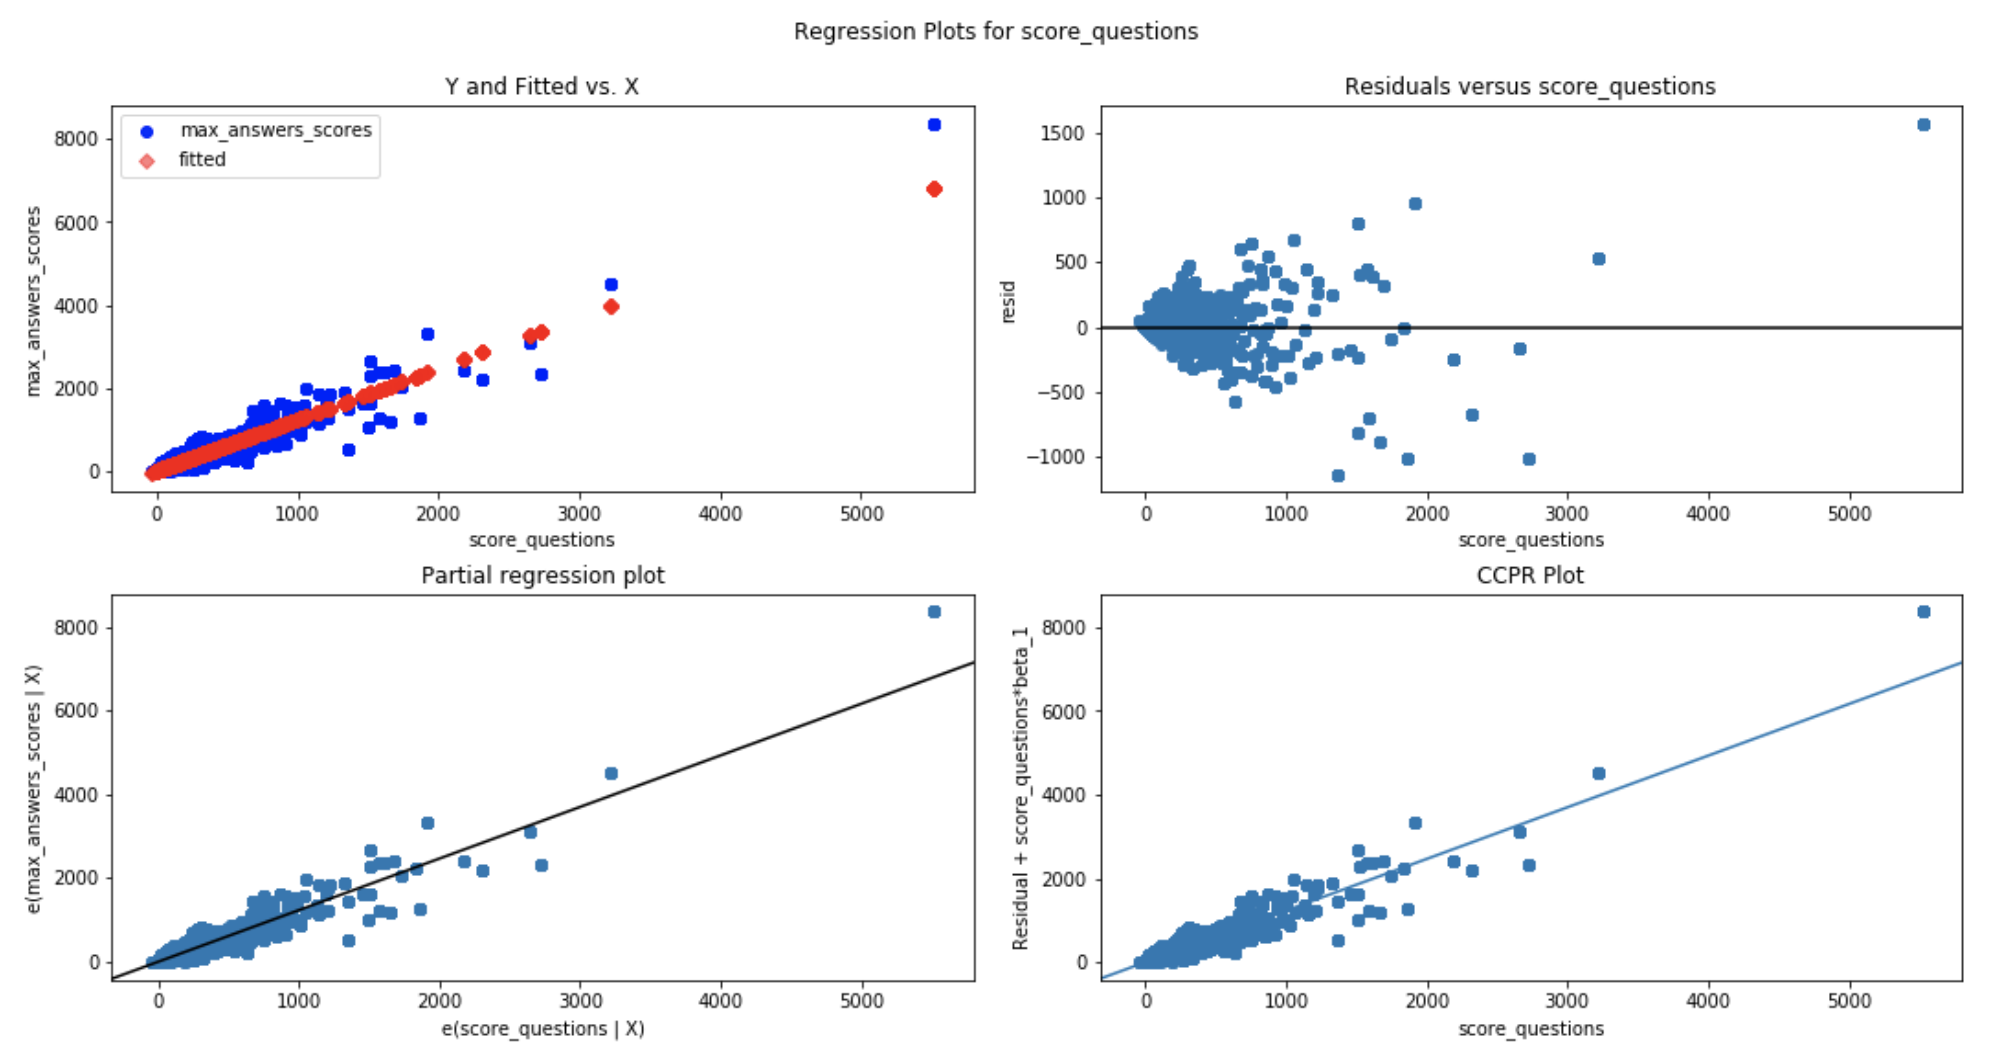 Regression Plots for score_questions
Y and Fitted vs. X
max_answers_scores
fitted
max_answers_scores
8000
6000
4000
2000
0
0 1000 2000 3000 4000 5000
score_questions
Residuals versus score_questions
resid
1500
1000
500
0
−500
−1000
0 1000 2000 3000 4000 5000
score_questions
Partial regression plot
e(max_answers_scores | X)
8000
6000
4000
2000
0
0 1000 2000 3000 4000 5000
e(score_questions | X)
CCPR Plot
Residual + score_questions*beta_1
8000
6000
4000
2000
0
0 1000 2000 3000 4000 5000
score_questions